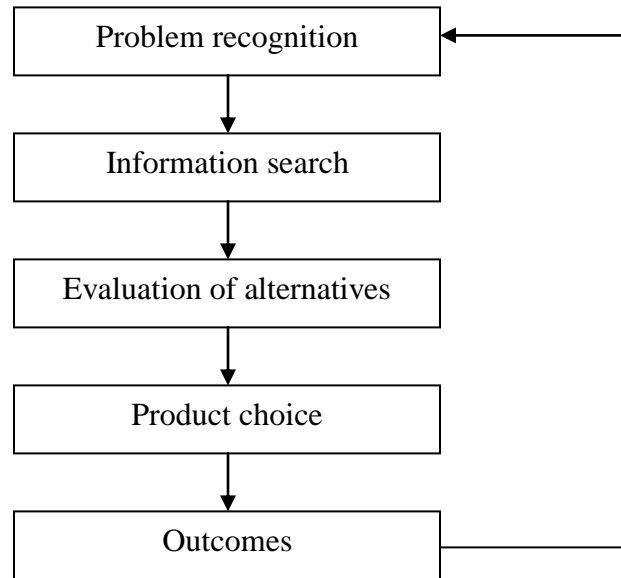 Problem recognition
Information search
Evaluation of alternatives
Product choice
Outcomes